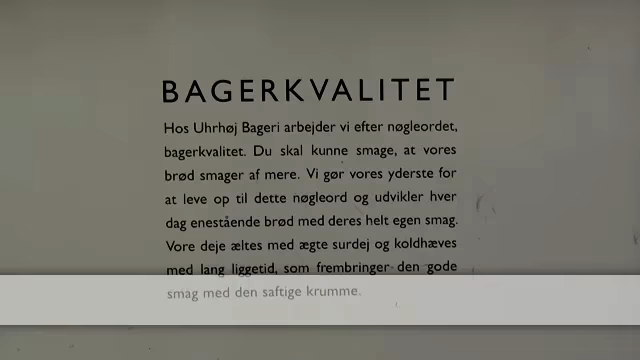 BAGERKVALITET
Hos Uhrhøj Bageri arbejder vi efter nøgleordet,
bagerkvalitet. Du skal kunne smage, at vores
brød smager af mere. Vi gør vores yderste for
at leve op til dette nøgleord og udvikler hver
dag enestående brød med deres helt egen smag.
Vore deje æltes med ægte surdej og koldhæves
med lang liggetid, som frembringer den gode
smag med den saftige krumme.